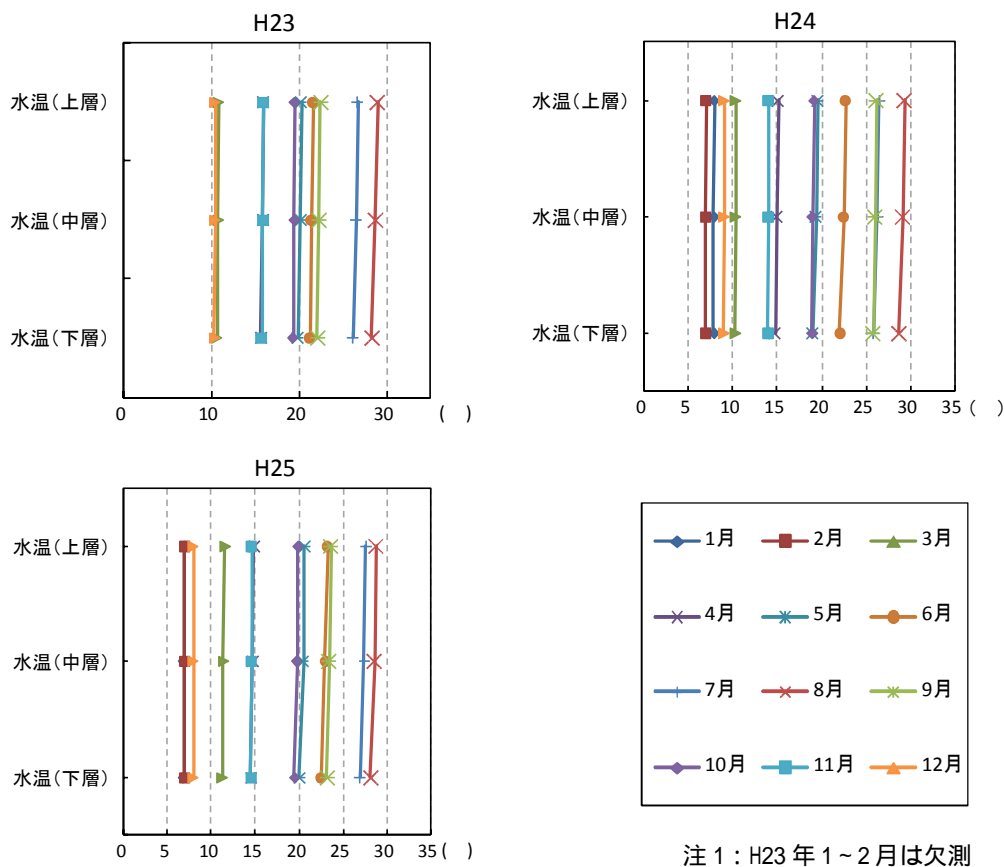 H23
水温(上層)
水温(中層)
水温(下層)
0 10 20 30 ( )
H24
水温(上層)
水温(中層)
水温(下層)
0 5 10 15 20 25 30 35 ( )
H25
水温(上層)
水温(中層)
水温(下層)
0 5 10 15 20 25 30 35 ( )
1月 2月 3月
4月 5月 6月
7月 8月 9月
10月 11月 12月
注1:H23年1~2月は欠測